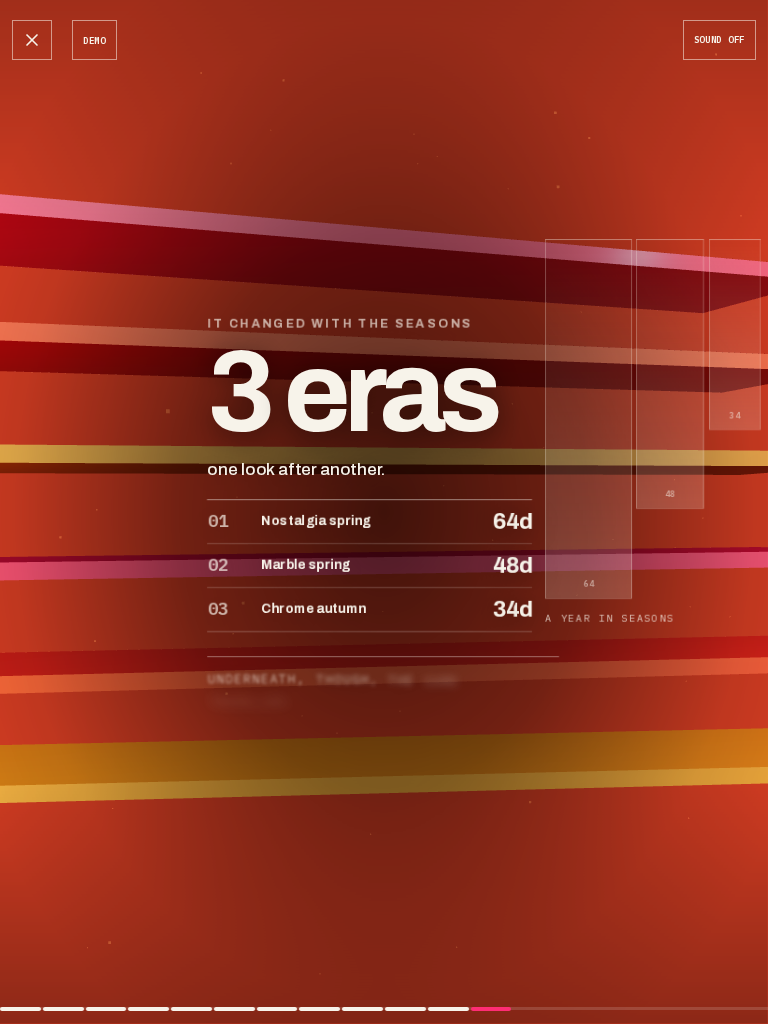 DEMO
SOUND OFF
IT CHANGED WITH THE SEASONS
3 eras
one look after another.
01 Nostalgia spring 64d
02 Marble spring 48d
03 Chrome autumn 34d
64
48
34
A YEAR IN SEASONS
UNDERNEATH, THOUGH, THE